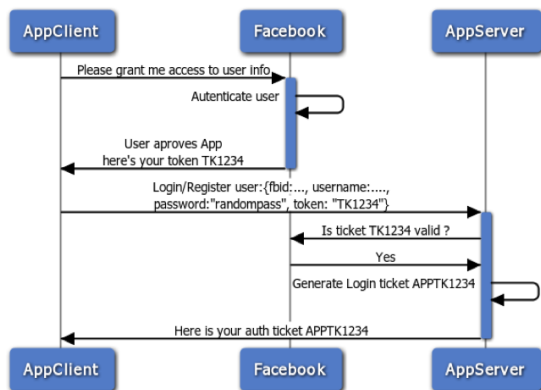 AppClient Facebook AppServer
Please grant me access to user info
Autenticate user
User aproves App
here's your token TK1234
Login/Register user:{fbid:..., username:....,
password:"randompass", token: "TK1234"}
Is ticket TK1234 valid ?
Yes
Generate Login ticket APPTK1234
Here is your auth ticket APPTK1234
AppClient Facebook AppServer